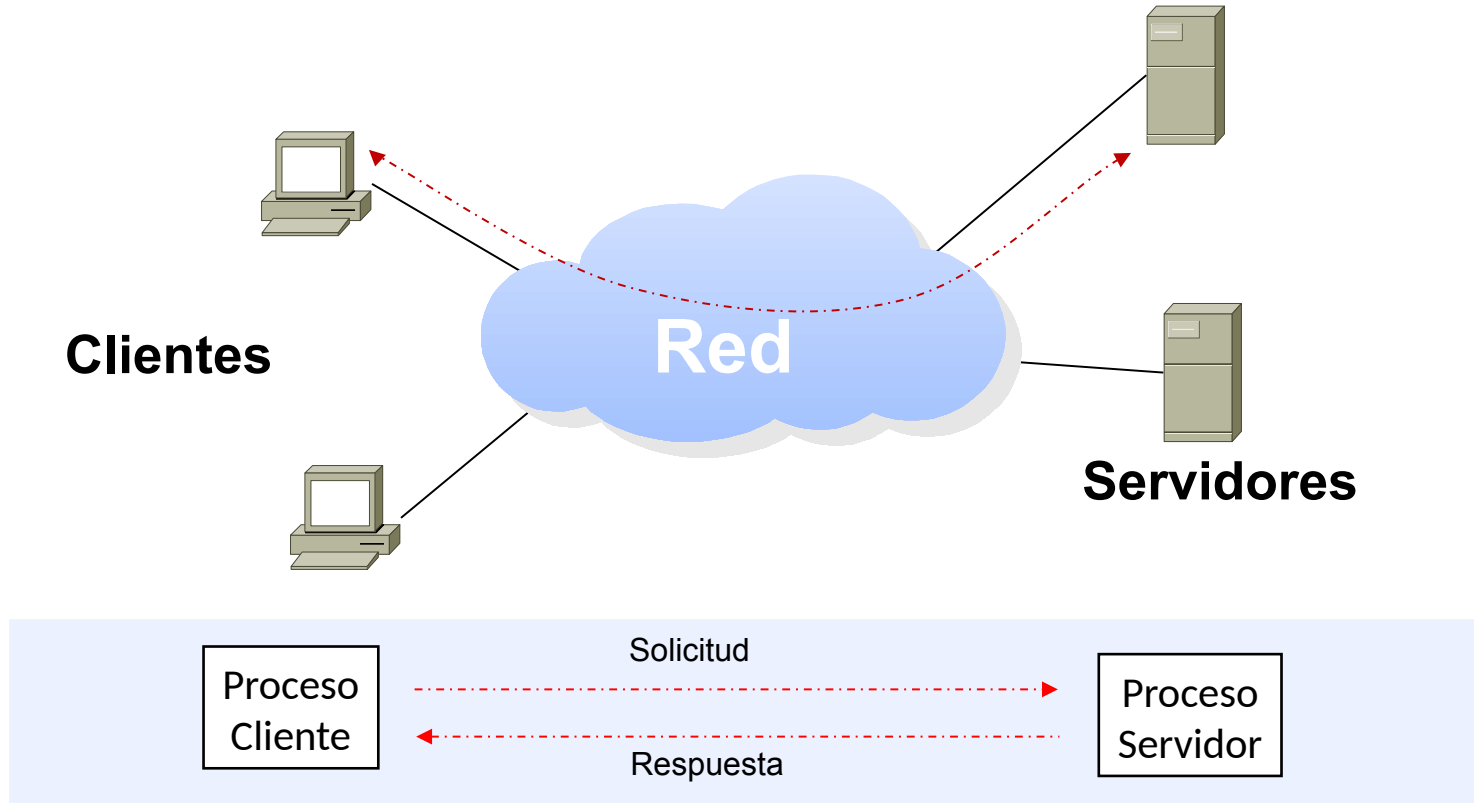 Red
Clientes
Servidores
Solicitud
Proceso
Cliente
Proceso
Servidor
Respuesta